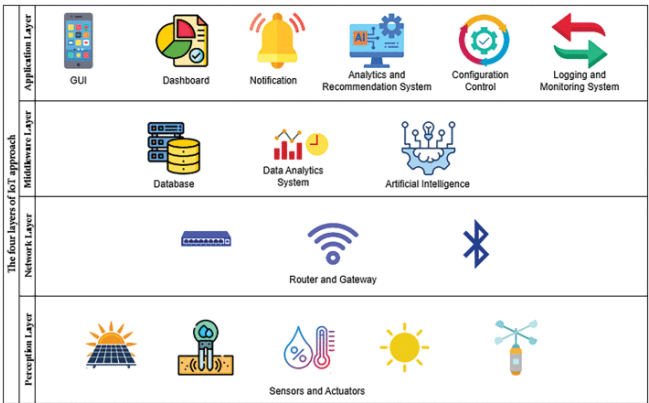 The four layers of IoT approach
Application Layer
GUI
Dashboard
Notification
AI
Analytics and
Recommendation System
Configuration
Control
Logging and
Monitoring System
Middleware Layer
Database
Data Analytics
System
Artificial Intelligence
Network Layer
Router and Gateway
Perception Layer
%
Sensors and Actuators